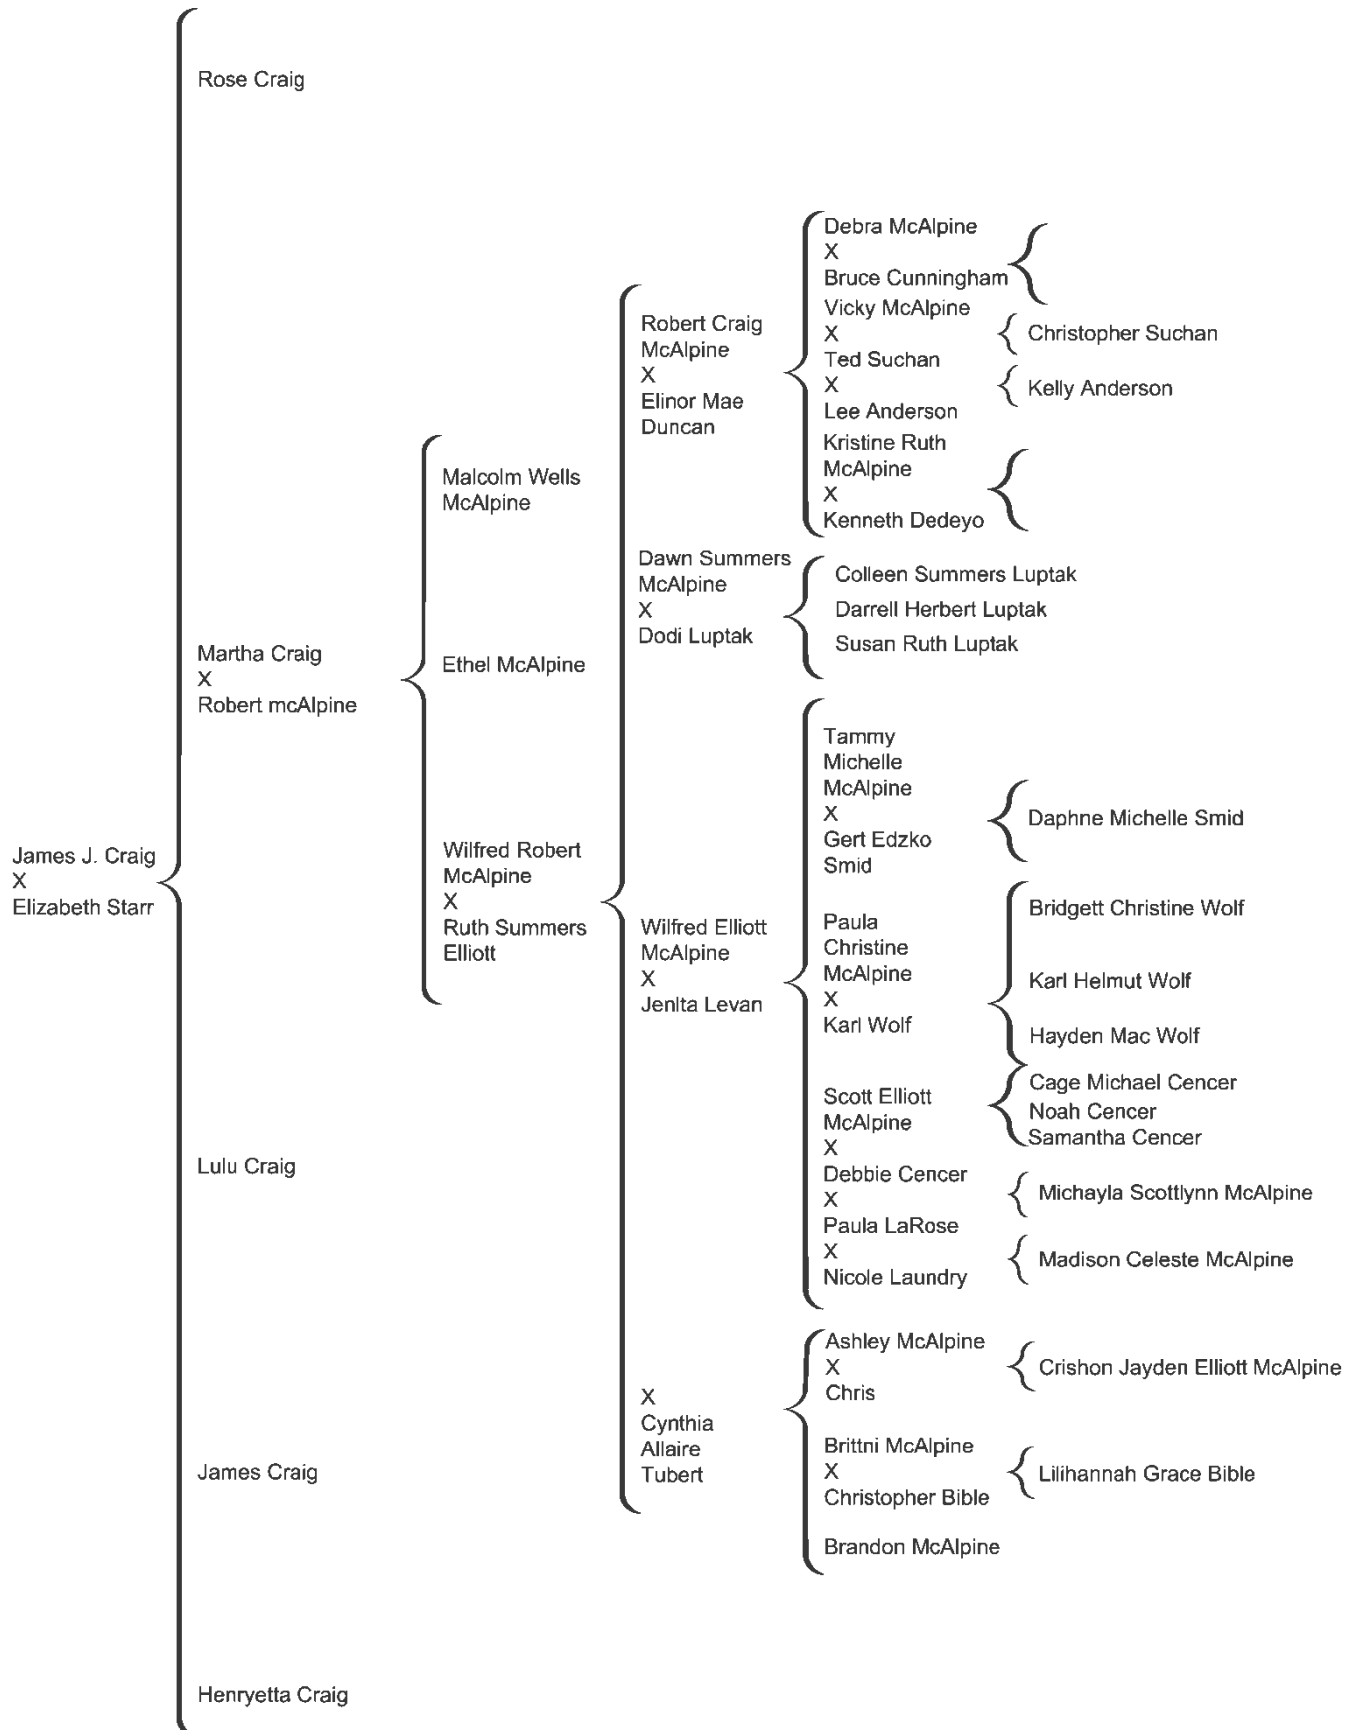 Rose Craig
Martha Craig
X
Robert mcAlpine
James J. Craig
X
Elizabeth Starr
Lulu Craig
James Craig
Henryetta Craig
Malcolm Wells
McAlpine
Ethel McAlpine
Wilfred Robert
McAlpine
X
Ruth Summers
Elliott
Robert Craig
McAlpine
X
Elinor Mae
Duncan
Dawn Summers
McAlpine
X
Dodi Luptak
Wilfred Elliott
McAlpine
X
JenIta Levan
X
Cynthia
Allaire
Tubert
Debra McAlpine
X
Bruce Cunningham
Vicky McAlpine
X
Ted Suchan
X
Lee Anderson
Kristine Ruth
McAlpine
X
Kenneth Dedeyo
Christopher Suchan
Kelly Anderson
Colleen Summers Luptak
Darrell Herbert Luptak
Susan Ruth Luptak
Tammy
Michelle
McAlpine
X
Gert Edzko
Smid
Daphne Michelle Smid
Paula
Christine
McAlpine
X
Karl Wolf
Bridgett Christine Wolf
Karl Helmut Wolf
Hayden Mac Wolf
Scott Elliott
McAlpine
X
Debbie Cencer
X
Paula LaRose
X
Nicole Laundry
Cage Michael Cencer
Noah Cencer
Samantha Cencer
Michayla Scottlynn McAlpine
Madison Celeste McAlpine
Ashley McAlpine
X
Chris
Crishon Jayden Elliott McAlpine
Brittni McAlpine
X
Christopher Bible
Lilihannah Grace Bible
Brandon McAlpine